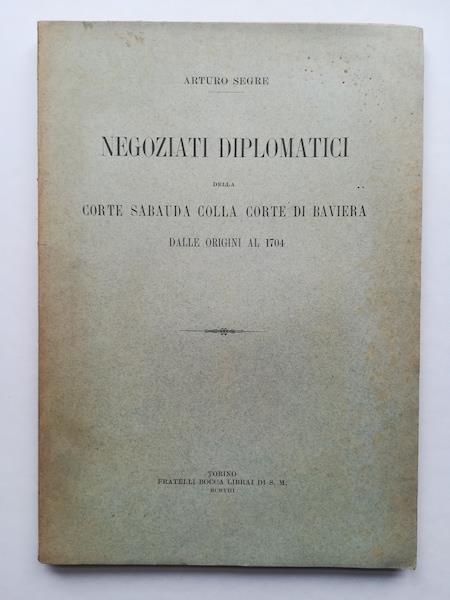 ARTURO SEGRE
NEGOZIATI DIPLOMATICI
DELLA
CORTE SABAUDA COLLA CORTE DI BAVIERA
DALLE ORIGINI AL 1704
TORINO
FRATELLI BOCCA LIBRAI DI S. M.
MCMVIII